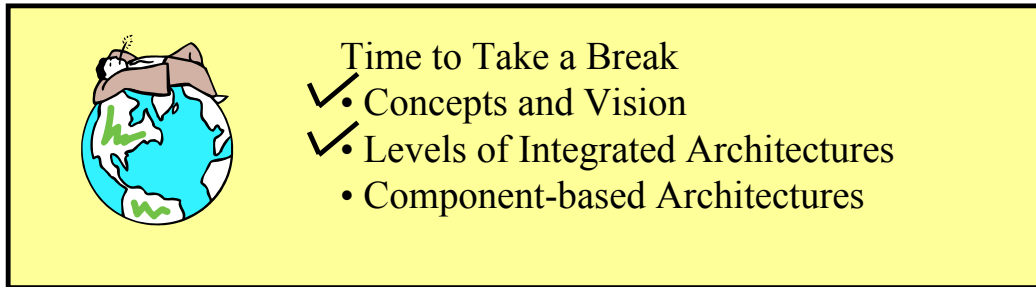 Time to Take a Break
• Concepts and Vision
• Levels of Integrated Architectures
• Component-based Architectures